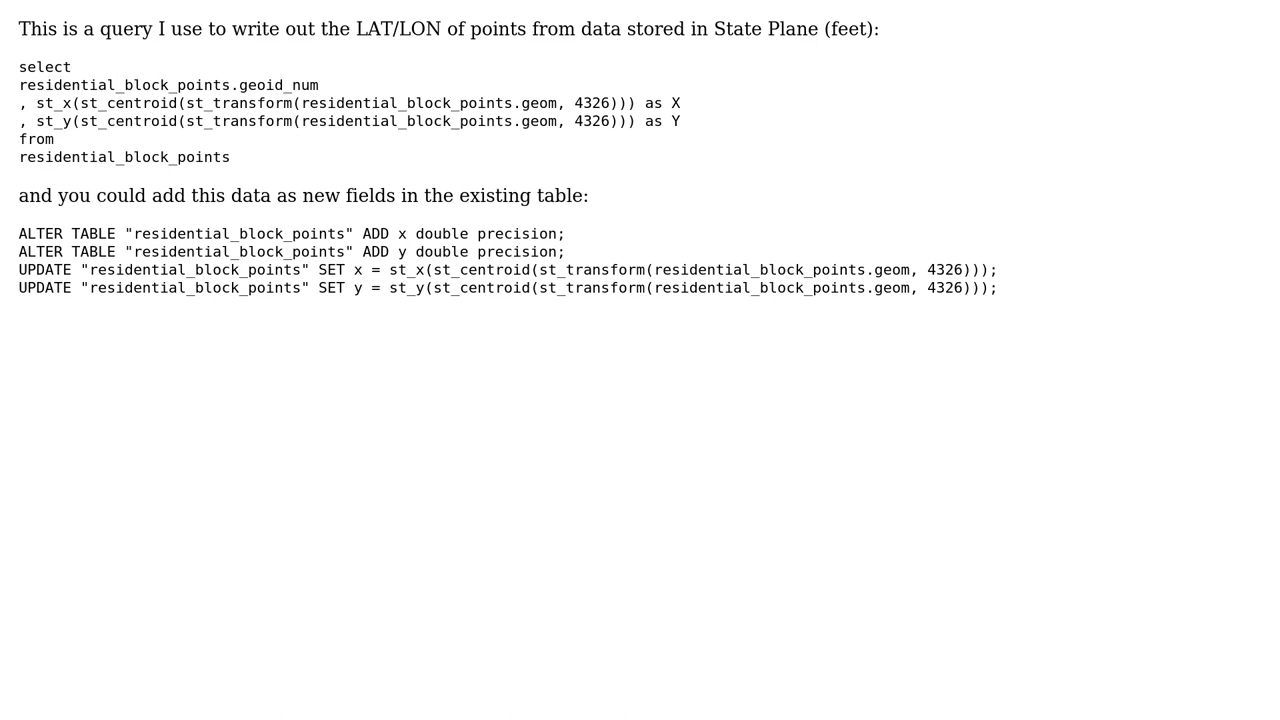 This is a query I use to write out the LAT/LON of points from data stored in State Plane (feet):
select
residential_block_points.geoid_num
, st_x(st_centroid(st_transform(residential_block_points.geom, 4326))) as X
, st_y(st_centroid(st_transform(residential_block_points.geom, 4326))) as Y
from
residential_block_points
and you could add this data as new fields in the existing table:
ALTER TABLE "residential_block_points" ADD x double precision;
ALTER TABLE "residential_block_points" ADD y double precision;
UPDATE "residential_block_points" SET x = st_x(st_centroid(st_transform(residential_block_points.geom, 4326)));
UPDATE "residential_block_points" SET y = st_y(st_centroid(st_transform(residential_block_points.geom, 4326)));